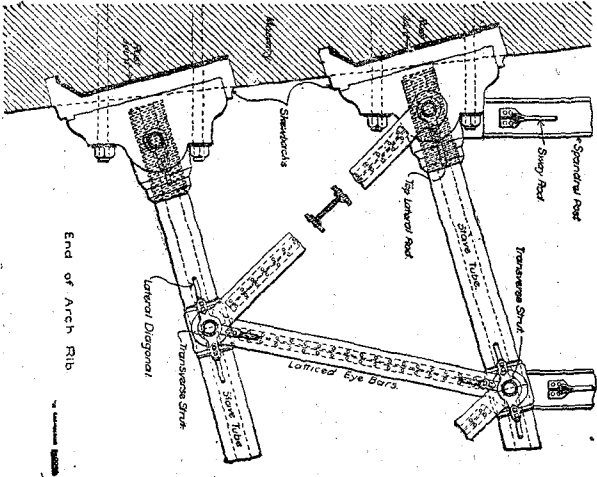 Masonry
Skewbacks
Spandrel Post
Sway Rod.
Top Lateral Rod.
Stave Tube.
Transverse Strut.
Lateral Diagonal.
Transverse Strut.
Latticed Eye Bars.
Stave Tube
End of Arch Rib